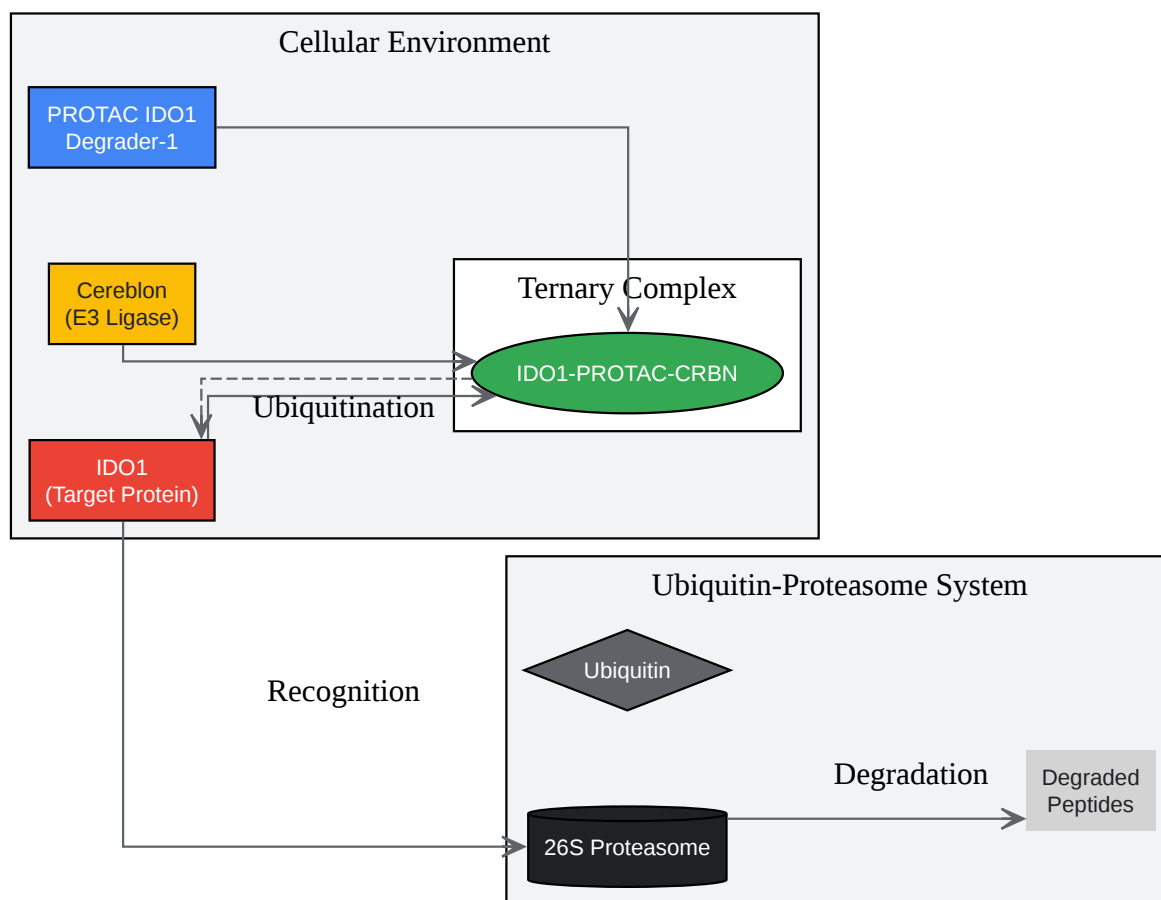 Cellular Environment
PROTAC IDO1
Degrader-1
Cereblon
(E3 Ligase)
Ternary Complex
IDO1-PROTAC-CRBN
Ubiquitination
IDO1
(Target Protein)
Ubiquitin-Proteasome System
Ubiquitin
Recognition
Degradation
Degraded
Peptides
26S Proteasome